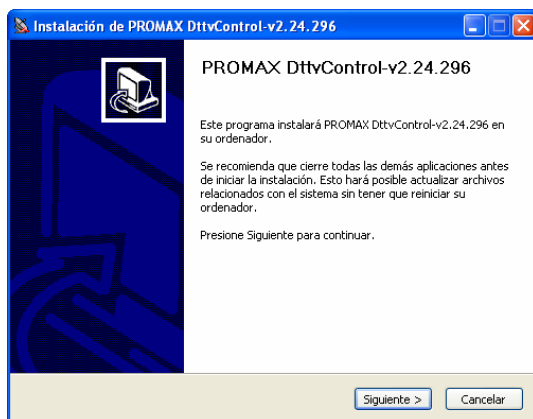 Instalación de PROMAX DttvControl-v2.24.296
PROMAX DttvControl-v2.24.296
Este programa instalará PROMAX DttvControl-v2.24.296 en
su ordenador.
Se recomienda que cierre todas las demás aplicaciones antes
de iniciar la instalación. Esto hará posible actualizar archivos
relacionados con el sistema sin tener que reiniciar su
ordenador.
Presione Siguiente para continuar.
Siguiente >
Cancelar